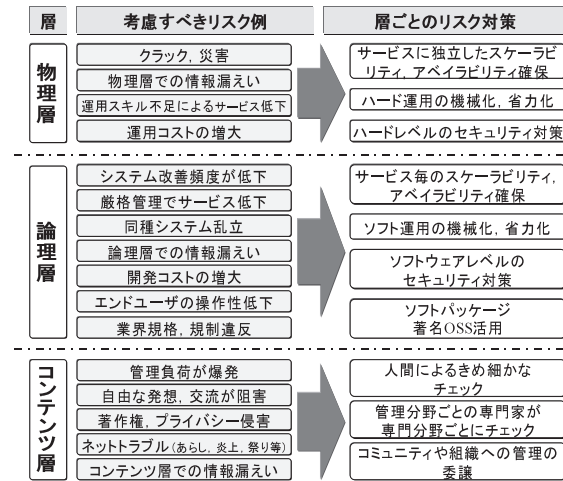 層 考慮すべきリスク例 層ごとのリスク対策
物理層
クラック, 災害
物理層での情報漏えい
運用スキル不足によるサービス低下
運用コストの増大
サービスに独立したスケーラビ
リティ, アベイラビリティ確保
ハード運用の機械化, 省力化
ハードレベルのセキュリティ対策
論理層
システム改善頻度が低下
厳格管理でサービス低下
同種システム乱立
論理層での情報漏えい
開発コストの増大
エンドユーザの操作性低下
業界規格, 規制違反
サービス毎のスケーラビリティ,
アベイラビリティ確保
ソフト運用の機械化, 省力化
ソフトウェアレベルの
セキュリティ対策
ソフトパッケージ
著名OSS活用
コンテンツ層
管理負荷が爆発
自由な発想, 交流が阻害
著作権, プライバシー侵害
ネットトラブル(あらし, 炎上, 祭り等)
コンテンツ層での情報漏えい
人間によるきめ細かな
チェック
管理分野ごとの専門家が
専門分野ごとにチェック
コミュニティや組織への管理の
委譲